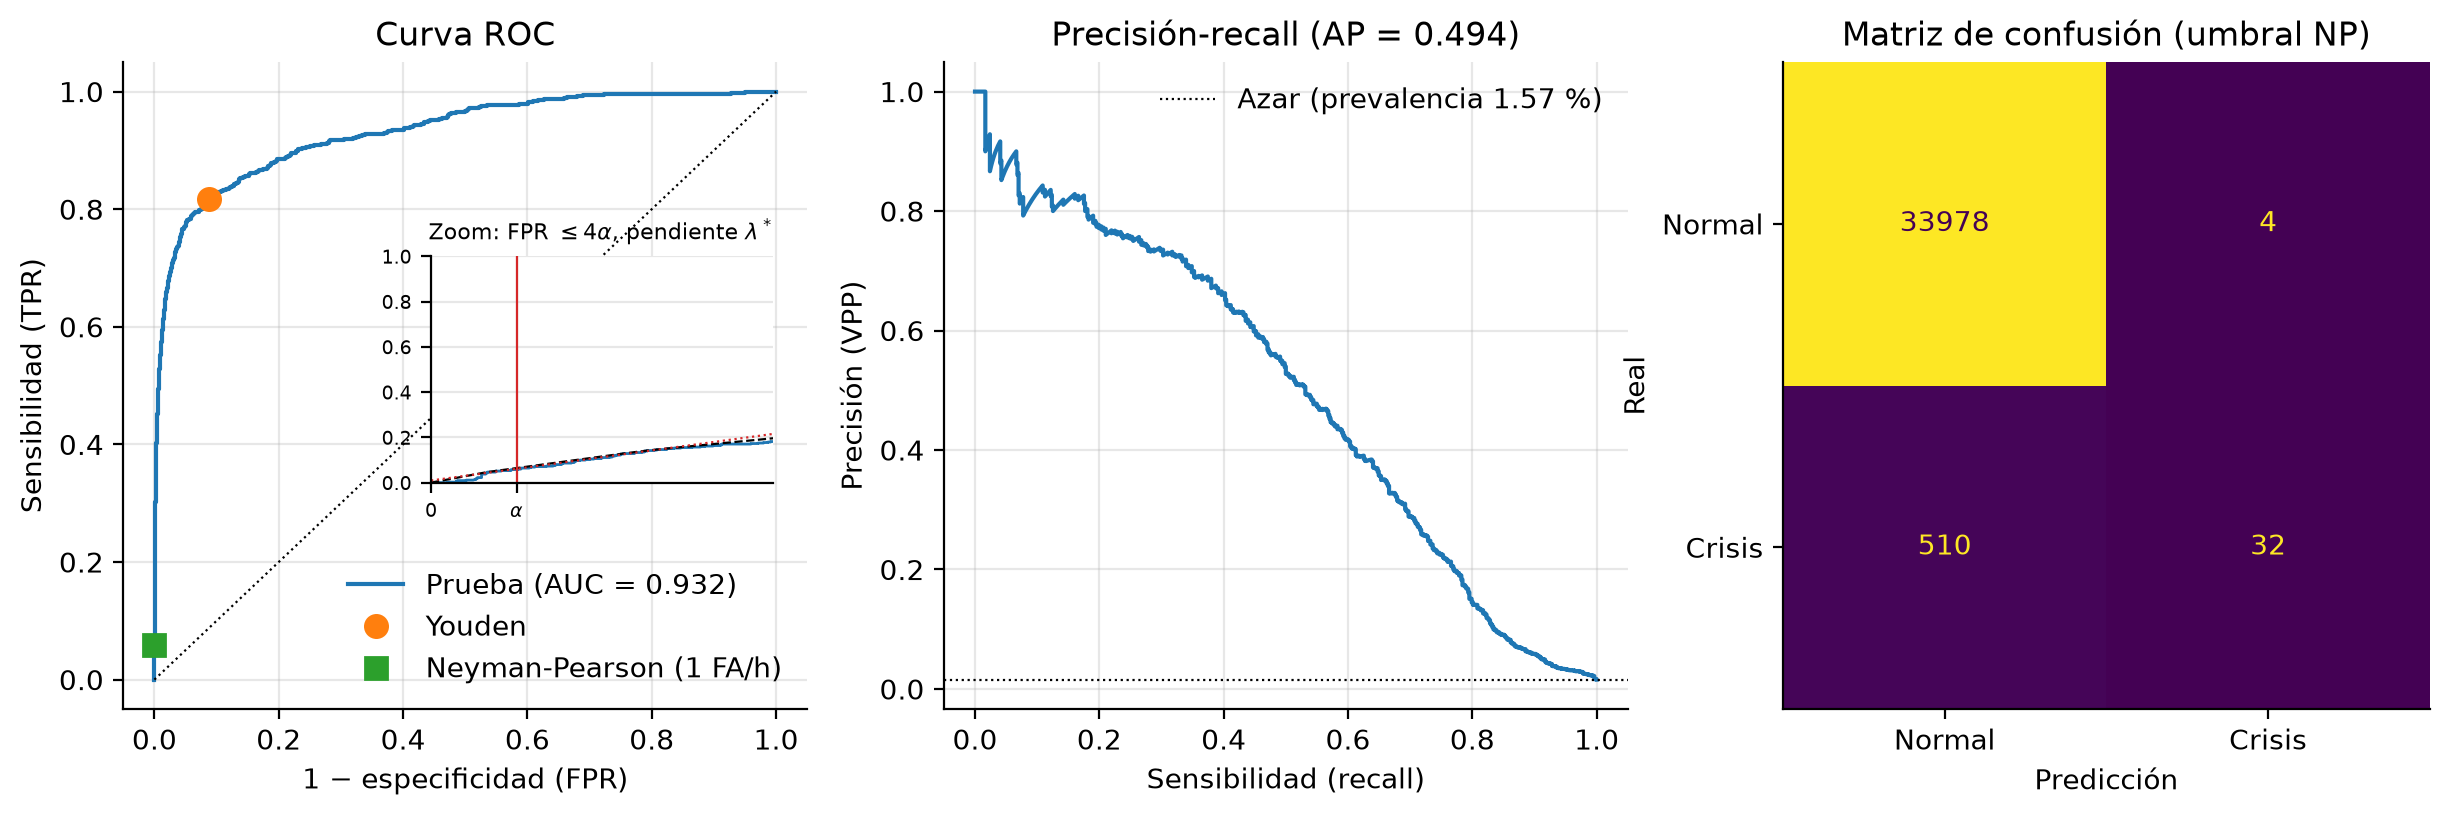 Curva ROC
Sensibilidad (TPR)
1.0
0.8
0.6
0.4
0.2
0.0
Zoom: FPR ≤ 4α, pendiente λ*
1.0
0.8
0.6
0.4
0.2
0.0
0
α
Prueba (AUC = 0.932)
Youden
Neyman-Pearson (1 FA/h)
0.0 0.2 0.4 0.6 0.8 1.0
1 − especificidad (FPR)
Precisión-recall (AP = 0.494)
Precisión (VPP)
1.0
0.8
0.6
0.4
0.2
0.0
Azar (prevalencia 1.57 %)
0.0 0.2 0.4 0.6 0.8 1.0
Sensibilidad (recall)
Matriz de confusión (umbral NP)
Real
Normal
33978
4
Crisis
510
32
Normal Crisis
Predicción